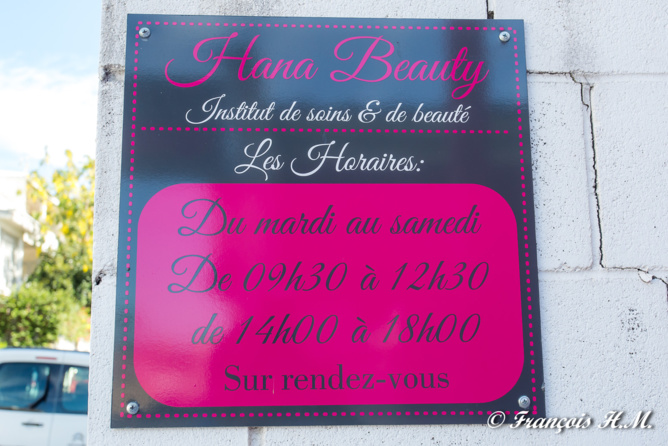 Hana Beauty
Institut de soins & de beauté
Les Horaires:
Du mardi au samedi
De 09h30 à 12h30
de 14h00 à 18h00
Sur rendez-vous
© François H.M.